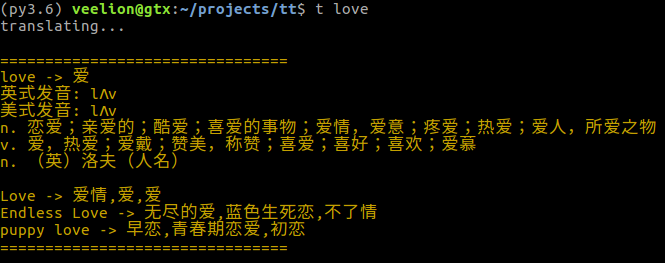 (py3.6) veelion@gtx:~/projects/tt$ t love
translating...
================================
love -> 爱
英式发音: lʌv
美式发音: lʌv
n. 恋爱；亲爱的；酷爱；喜爱的事物；爱情，爱意；疼爱；热爱；爱人，所爱之物
v. 爱，热爱；爱戴；赞美，称赞；喜爱；喜好；喜欢；爱慕
n. （英）洛夫（人名）
Love -> 爱情,爱,爱
Endless Love -> 无尽的爱,蓝色生死恋,不了情
puppy love -> 早恋,青春期恋爱,初恋
================================